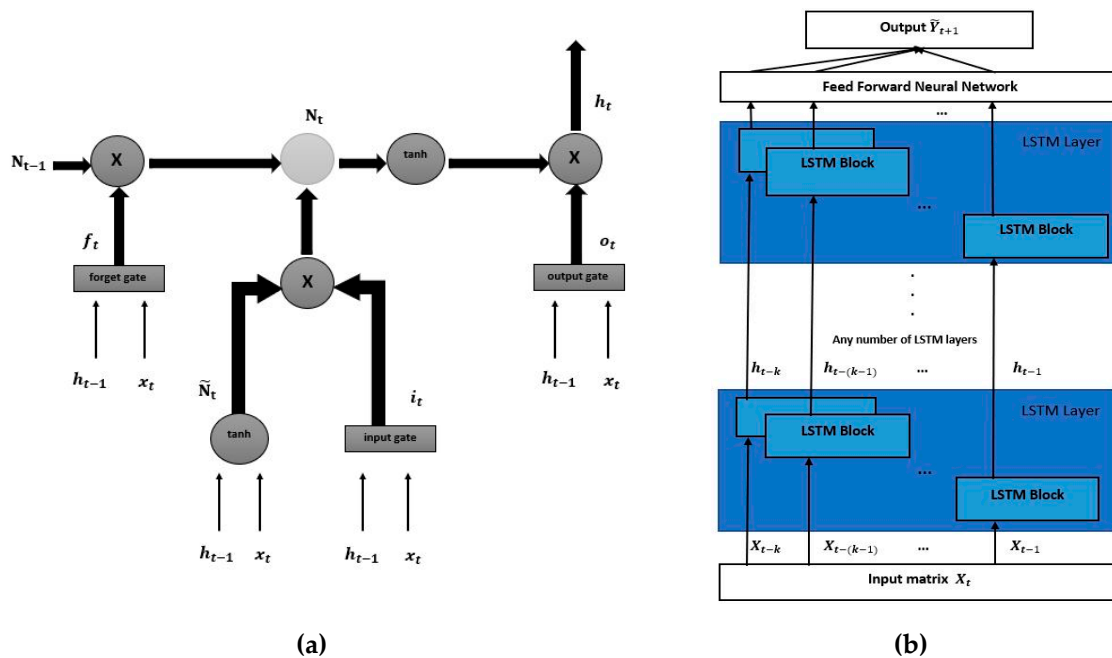 h_t
N_t
N_{t-1}
X
tanh
X
f_t
o_t
forget gate
X
output gate
h_{t-1} x_t
h_{t-1} x_t
Ñ_t
i_t
tanh
input gate
h_{t-1} x_t
h_{t-1} x_t
(a)
Output Ỹ_{t+1}
Feed Forward Neural Network
...
LSTM Layer
LSTM Block
...
LSTM Block
.
.
.
Any number of LSTM layers
h_{t-k} h_{t-(k-1)} ... h_{t-1}
LSTM Layer
LSTM Block
...
LSTM Block
X_{t-k} X_{t-(k-1)} ... X_{t-1}
Input matrix X_t
(b)